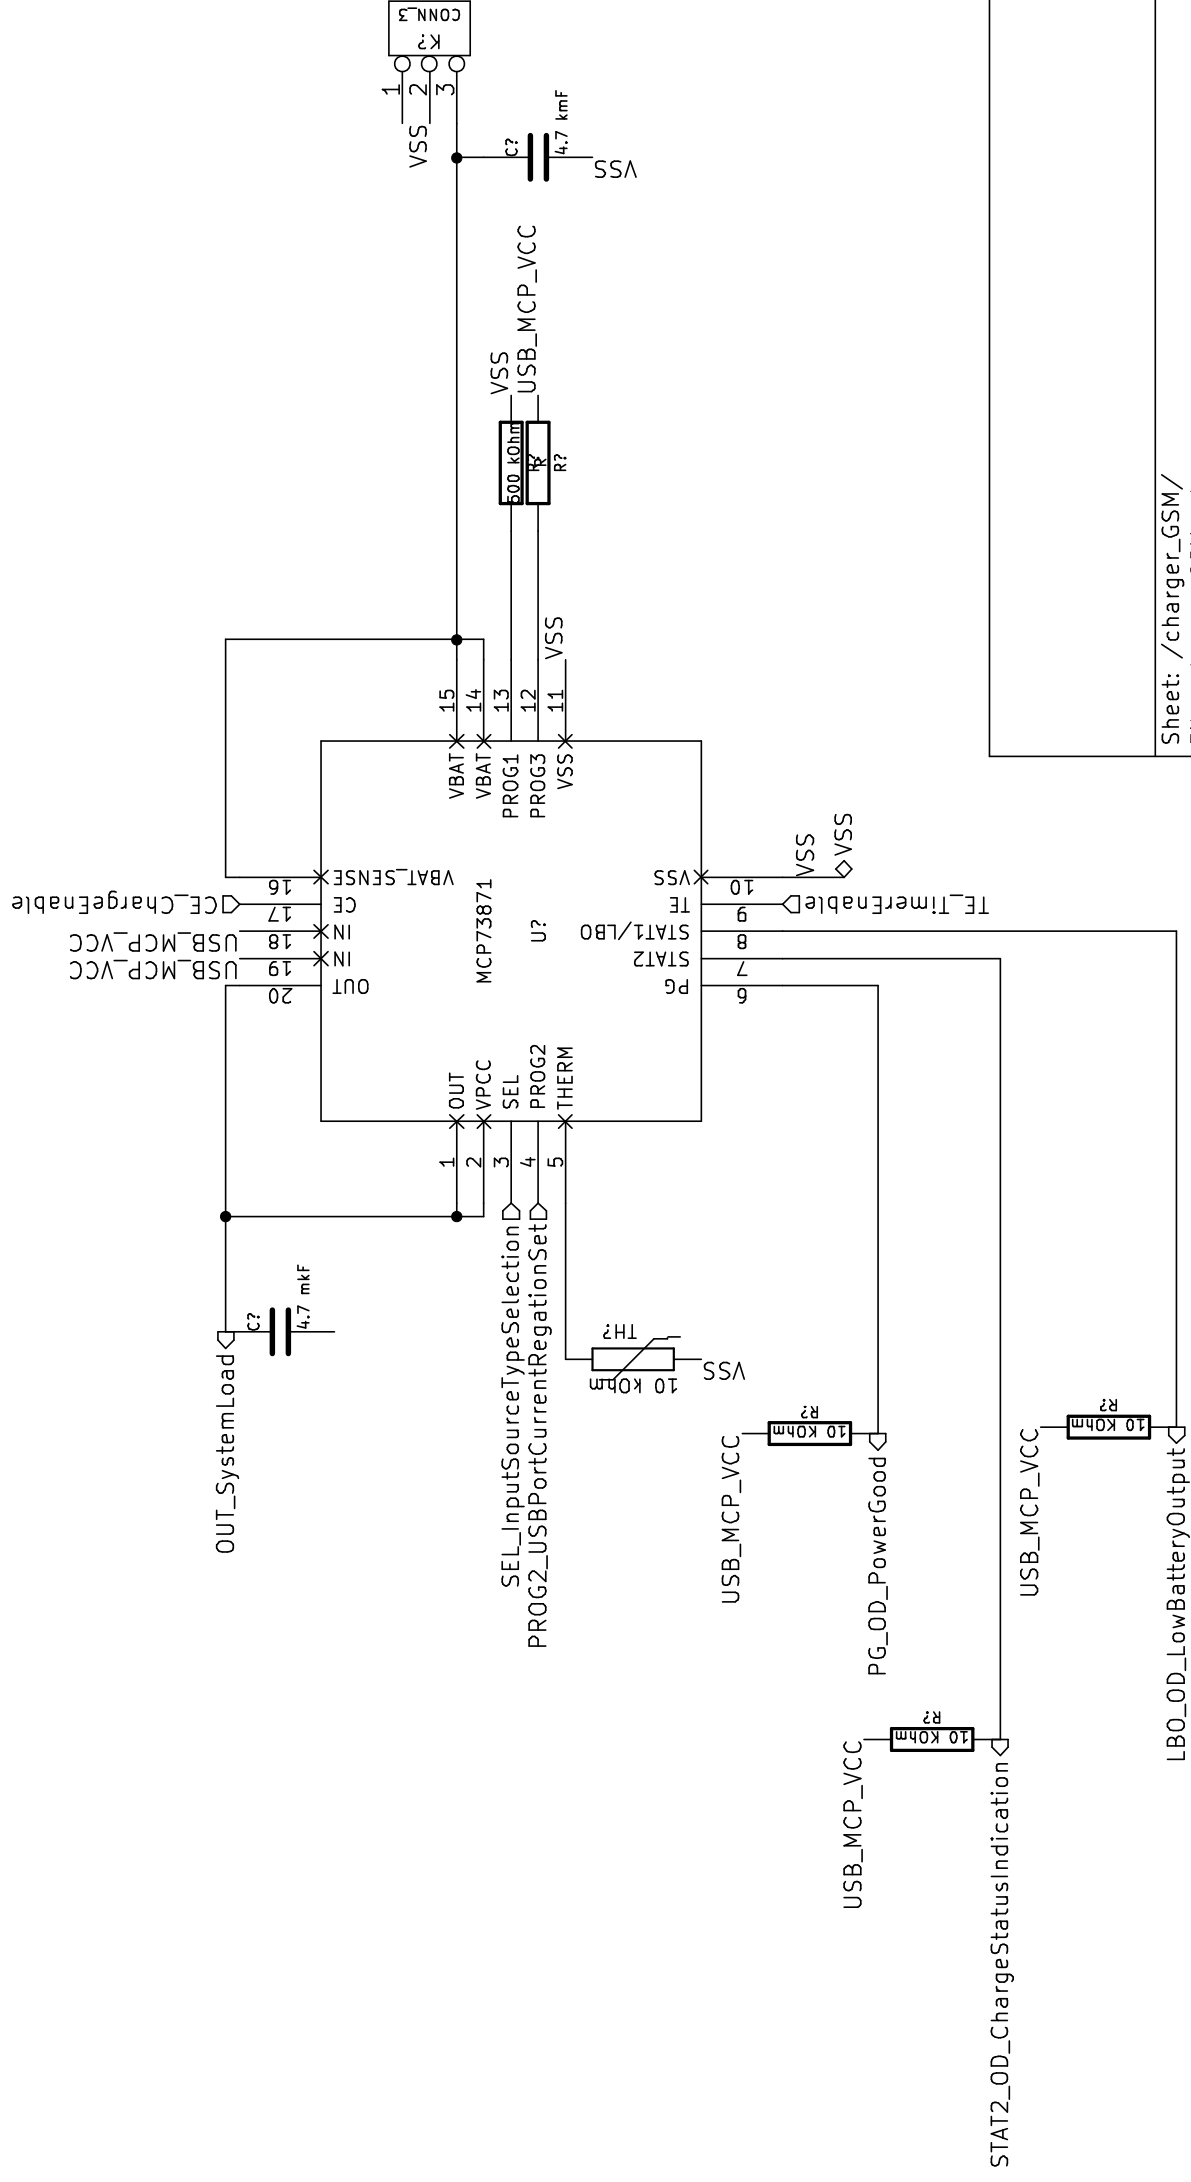 CONN_3
K?
1
2
3
VSS
C?
4.7 kmF
VSS
VSS
USB_MCP_VCC
500 kOhm
R?
R
R?
VSS
15
14
13
12
11
VBAT
VBAT
PROG1
PROG3
VSS
CE_ChargeEnable
USB_MCP_VCC
USB_MCP_VCC
16
17
18
19
20
VBAT_SENSE
CE
IN
IN
OUT
MCP73871
U?
VSS
TE
STAT1/LBO
STAT2
PG
10
9
8
7
6
VSS
VSS
TE_TimerEnable
OUT
VPCC
SEL
PROG2
THERM
1
2
3
4
5
OUT_SystemLoad
C?
4.7 mkF
SEL_InputSourceTypeSelection
PROG2_USBPortCurrentRegationSet
TH?
10 kOhm
VSS
USB_MCP_VCC
R?
10 KOhm
PG_OD_PowerGood
USB_MCP_VCC
R?
10 KOhm
STAT2_OD_ChargeStatusIndication
USB_MCP_VCC
R?
10 KOhm
LBO_OD_LowBatteryOutput
Sheet: /charger_GSM/